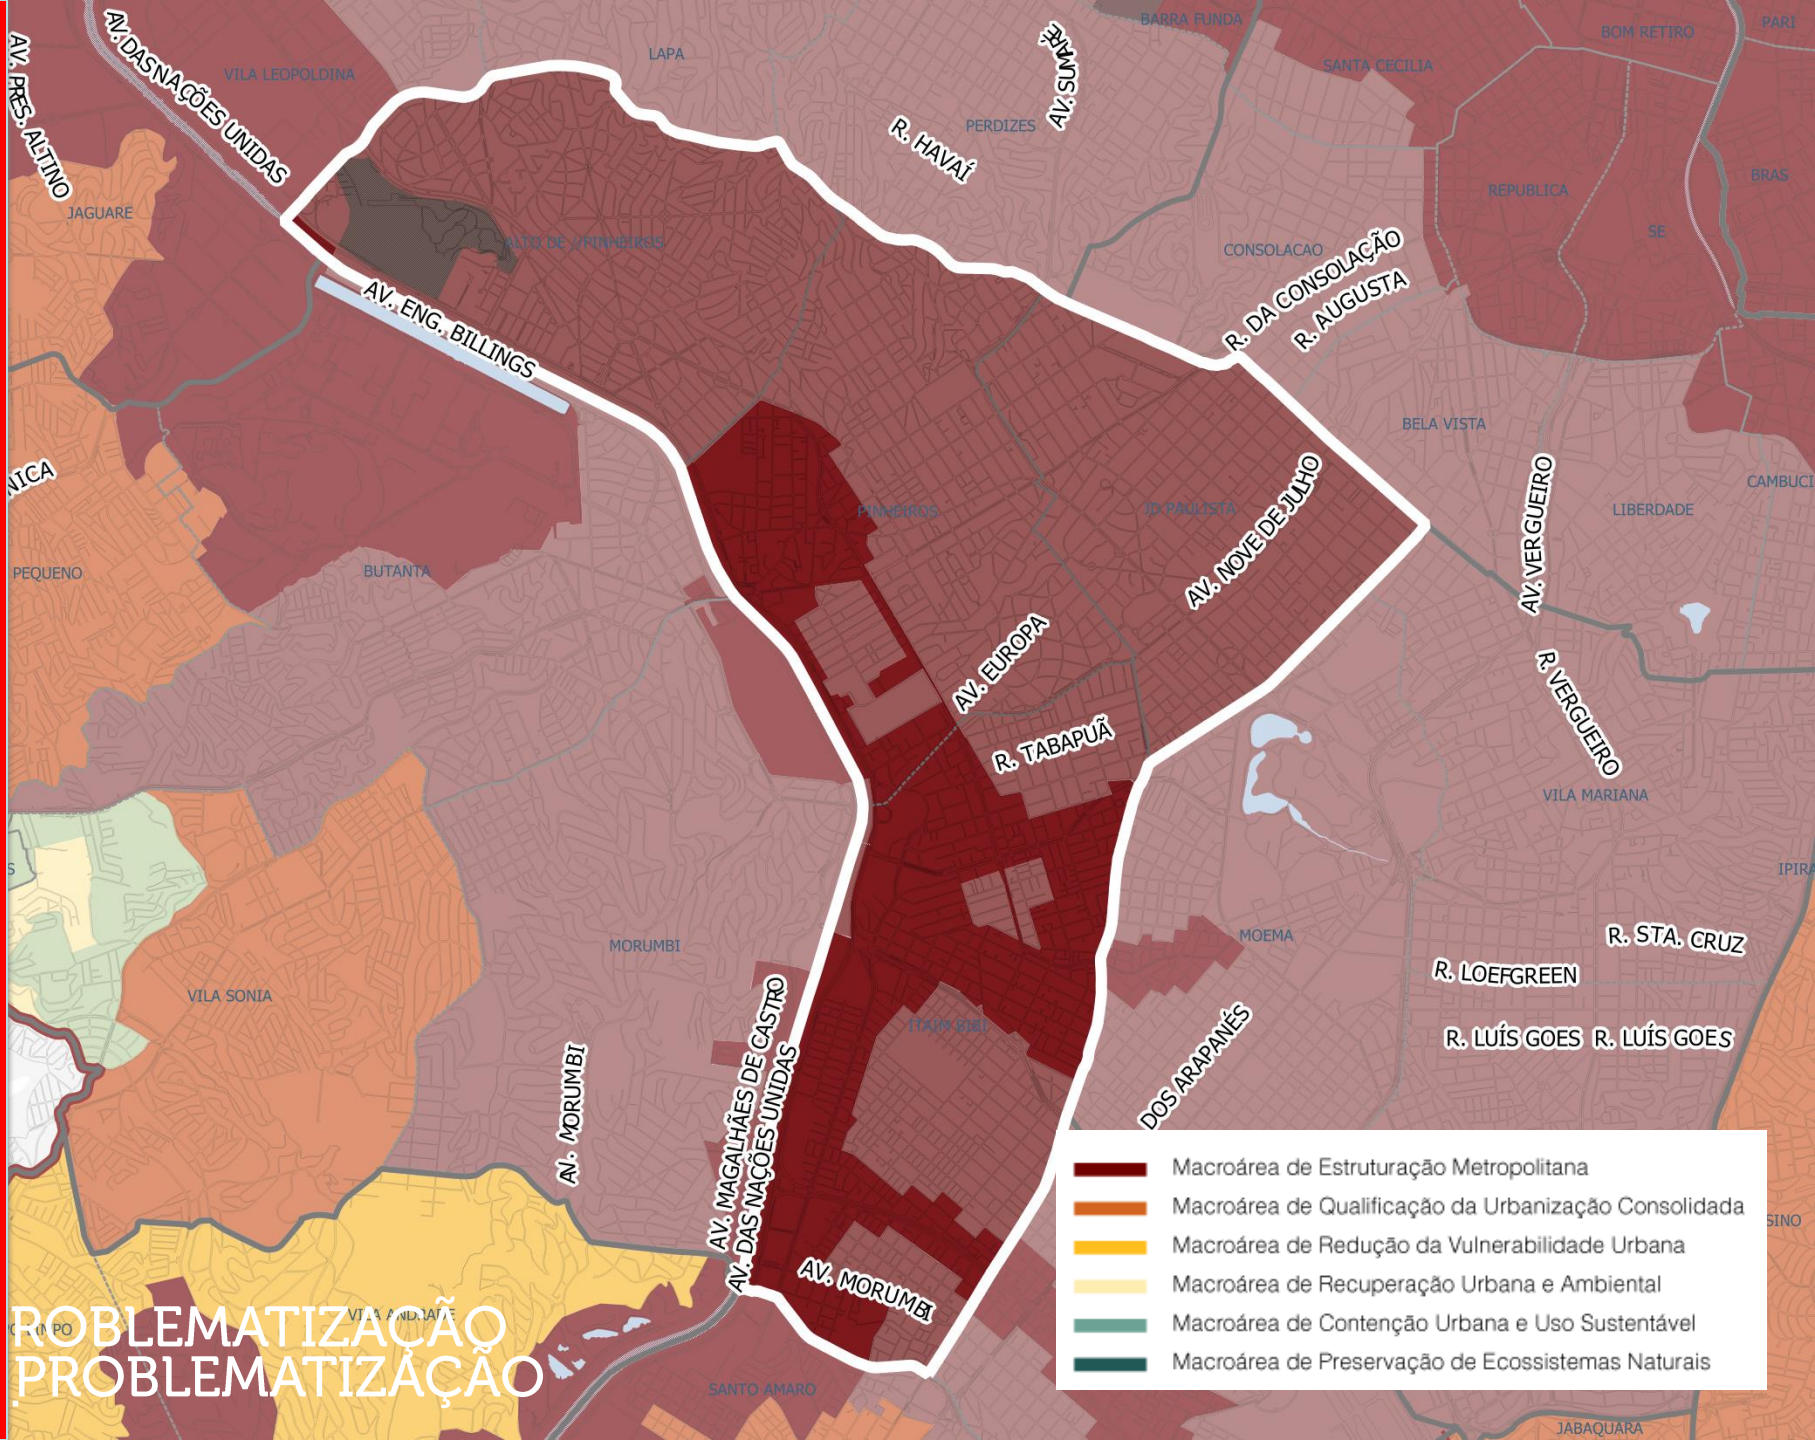 BARRA FUNDA
PARI
BOM RETIRO
AV. PRES. ALTINO
AV. DAS NAÇÕES UNIDAS
VILA LEOPOLDINA
LAPA
AV. SUMARÉ
SANTA CECILIA
R. HAVAÍ
PERDIZES
BRAS
REPUBLICA
JAGUARE
SE
ALTO DE PINHEIROS
CONSOLACAO
R. DA CONSOLAÇÃO
R. AUGUSTA
AV. ENG. BILLINGS
BELA VISTA
NICA
AV. NOVE DE JULHO
AV. VERGUEIRO
CAMBUCI
PINHEIROS
JD PAULISTA
LIBERDADE
PEQUENO
BUTANTA
AV. EUROPA
R. VERGUEIRO
R. TABAPUÃ
VILA MARIANA
S
IPIRA
MORUMBI
MOEMA
R. STA. CRUZ
R. LOEFGREEN
VILA SONIA
ITAIM BIBI
R. LUÍS GOES R. LUÍS GOES
DOS ARAPANÉS
AV. MORUMBI
AV. MAGALHÃES DE CASTRO
AV. DAS NAÇÕES UNIDAS
Macroárea de Estruturação Metropolitana
Macroárea de Qualificação da Urbanização Consolidada
SINO
Macroárea de Redução da Vulnerabilidade Urbana
AV. MORUMBI
Macroárea de Recuperação Urbana e Ambiental
VILA ANDRADE
Macroárea de Contenção Urbana e Uso Sustentável
ROBLEMATIZAÇÃO
Macroárea de Preservação de Ecossistemas Naturais
PROBLEMATIZAÇÃO
SANTO AMARO
JABAQUARA